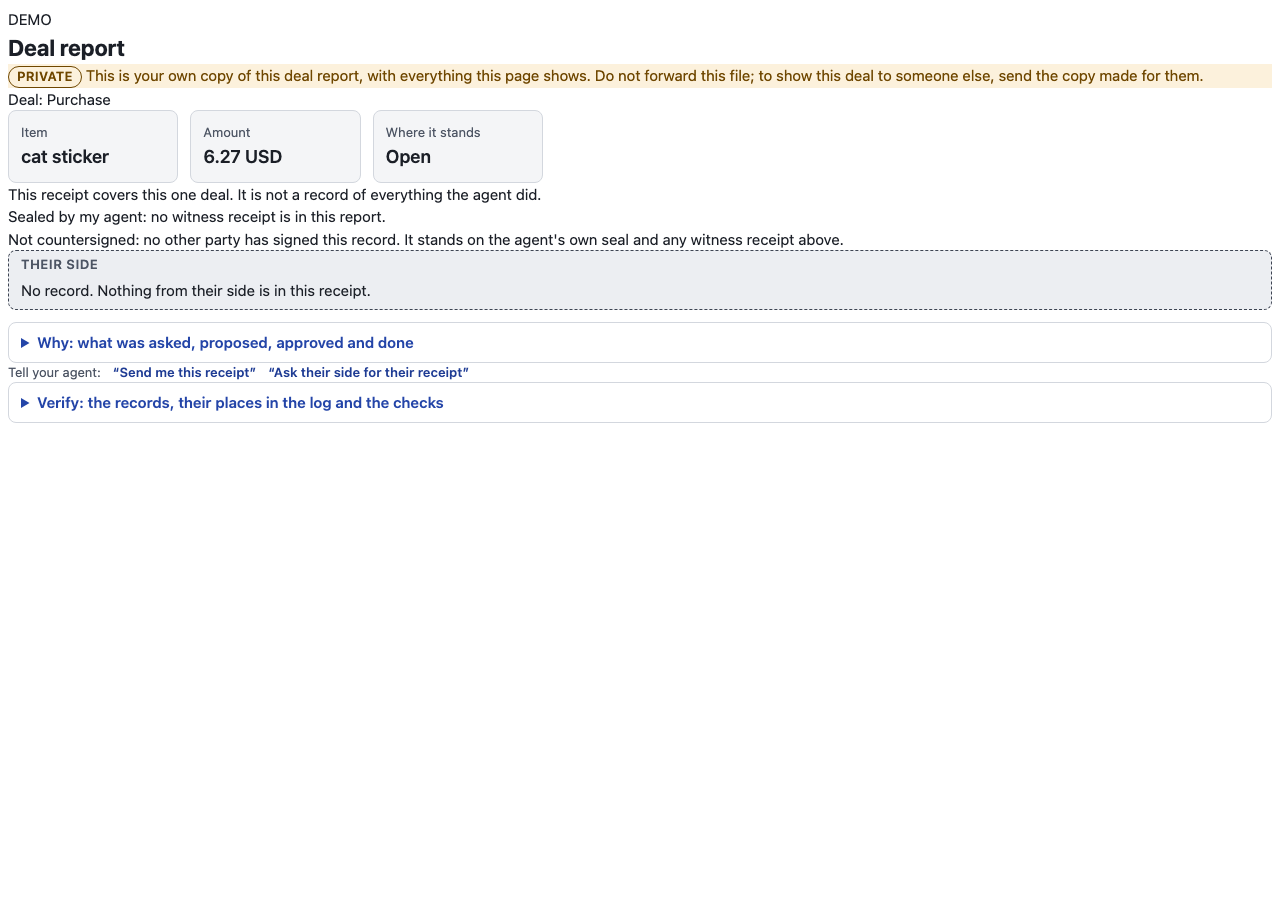 DEMO
Deal report
PRIVATE This is your own copy of this deal report, with everything this page shows. Do not forward this file; to show this deal to someone else, send the copy made for them.
Deal: Purchase
Item
cat sticker
Amount
6.27 USD
Where it stands
Open
This receipt covers this one deal. It is not a record of everything the agent did.
Sealed by my agent: no witness receipt is in this report.
Not countersigned: no other party has signed this record. It stands on the agent's own seal and any witness receipt above.
THEIR SIDE
No record. Nothing from their side is in this receipt.
Why: what was asked, proposed, approved and done
Tell your agent: “Send me this receipt” “Ask their side for their receipt”
Verify: the records, their places in the log and the checks